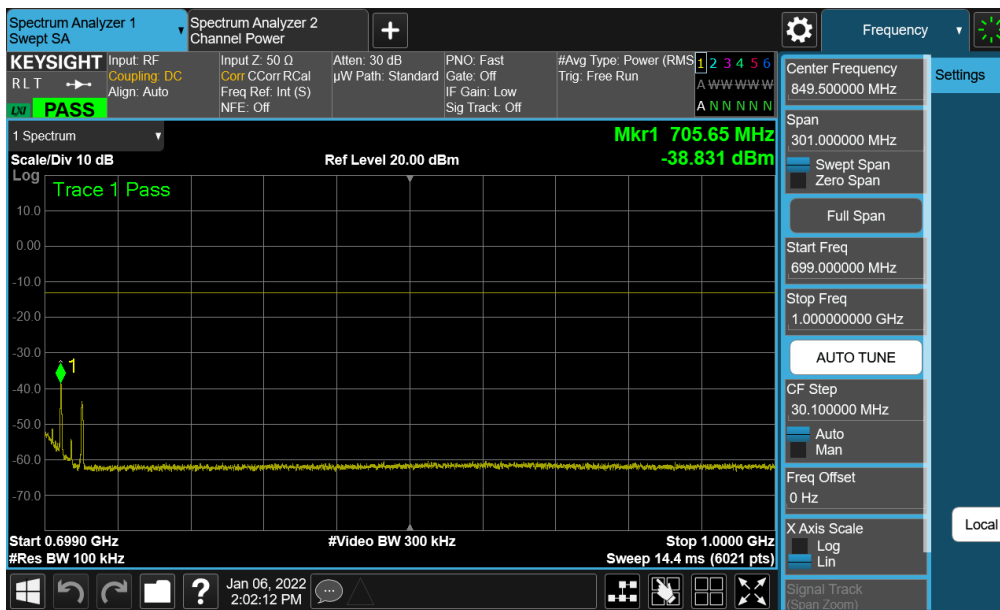 Spectrum Analyzer 1
Swept SA
Spectrum Analyzer 2
Channel Power
Frequency
KEYSIGHT
R L T
LXI PASS
Input: RF
Coupling: DC
Align: Auto
Input Z: 50 Ω
Corr CCorr RCal
Freq Ref: Int (S)
NFE: Off
Atten: 30 dB
µW Path: Standard
PNO: Fast
Gate: Off
IF Gain: Low
Sig Track: Off
#Avg Type: Power (RMS
Trig: Free Run
1 2 3 4 5 6
A W W W W W
A N N N N N
1 Spectrum
Mkr1 705.65 MHz
Scale/Div 10 dB
Ref Level 20.00 dBm
-38.831 dBm
Log
Trace 1 Pass
10.0
0.00
-10.0
-20.0
-30.0
1
-40.0
-50.0
-60.0
-70.0
Start 0.6990 GHz
#Video BW 300 kHz
Stop 1.0000 GHz
#Res BW 100 kHz
Sweep 14.4 ms (6021 pts)
Center Frequency
849.500000 MHz
Settings
Span
301.000000 MHz
Swept Span
Zero Span
Full Span
Start Freq
699.000000 MHz
Stop Freq
1.000000000 GHz
AUTO TUNE
CF Step
30.100000 MHz
Auto
Man
Freq Offset
0 Hz
X Axis Scale
Log
Lin
Local
Signal Track
(Span Zoom)
?
Jan 06, 2022
2:02:12 PM